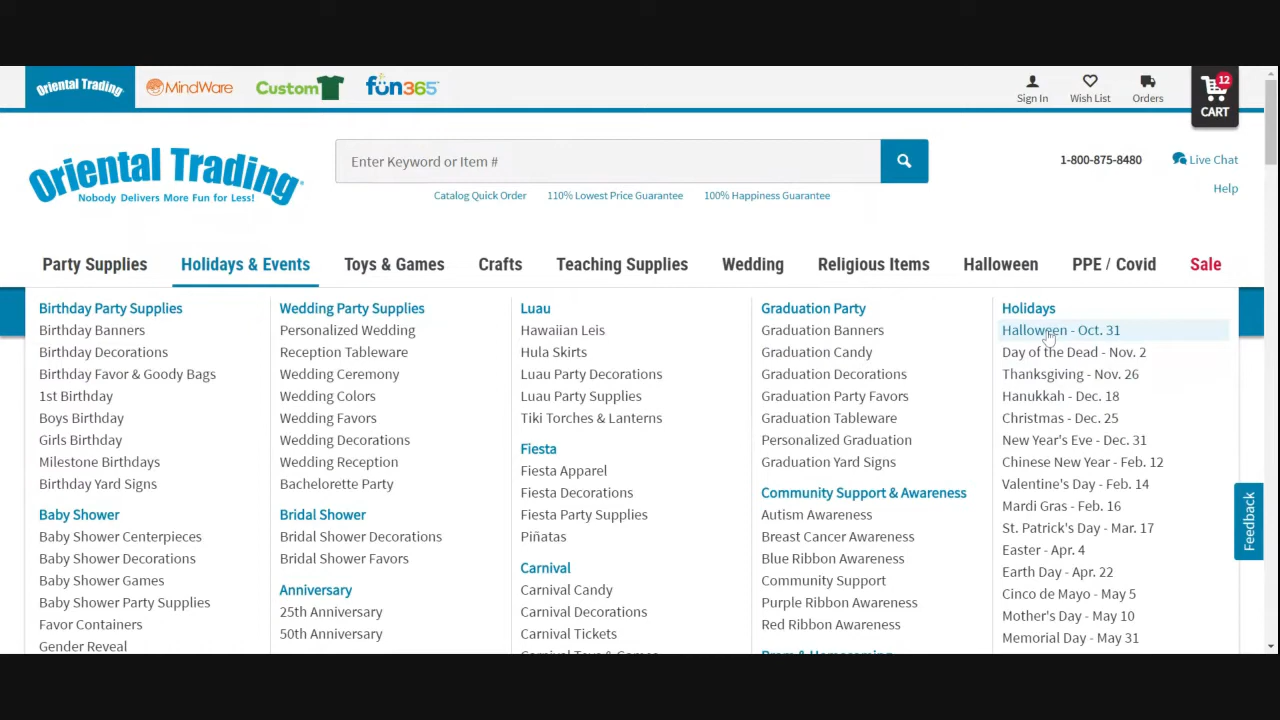 Oriental Trading
MindWare
Custom
fun365
Sign In
Wish List
Orders
12
CART
Oriental Trading
Nobody Delivers More Fun for Less!
Enter Keyword or Item #
Catalog Quick Order
110% Lowest Price Guarantee
100% Happiness Guarantee
1-800-875-8480
Live Chat
Help
Party Supplies
Holidays & Events
Toys & Games
Crafts
Teaching Supplies
Wedding
Religious Items
Halloween
PPE / Covid
Sale
Birthday Party Supplies
Birthday Banners
Birthday Decorations
Birthday Favor & Goody Bags
1st Birthday
Boys Birthday
Girls Birthday
Milestone Birthdays
Birthday Yard Signs
Baby Shower
Baby Shower Centerpieces
Baby Shower Decorations
Baby Shower Games
Baby Shower Party Supplies
Favor Containers
Gender Reveal
Wedding Party Supplies
Personalized Wedding
Reception Tableware
Wedding Ceremony
Wedding Colors
Wedding Favors
Wedding Decorations
Wedding Reception
Bachelorette Party
Bridal Shower
Bridal Shower Decorations
Bridal Shower Favors
Anniversary
25th Anniversary
50th Anniversary
Luau
Hawaiian Leis
Hula Skirts
Luau Party Decorations
Luau Party Supplies
Tiki Torches & Lanterns
Fiesta
Fiesta Apparel
Fiesta Decorations
Fiesta Party Supplies
Piñatas
Carnival
Carnival Candy
Carnival Decorations
Carnival Tickets
Carnival Toys & Games
Graduation Party
Graduation Banners
Graduation Candy
Graduation Decorations
Graduation Party Favors
Graduation Tableware
Personalized Graduation
Graduation Yard Signs
Community Support & Awareness
Autism Awareness
Breast Cancer Awareness
Blue Ribbon Awareness
Community Support
Purple Ribbon Awareness
Red Ribbon Awareness
Prom & Homecoming
Holidays
Halloween - Oct. 31
Day of the Dead - Nov. 2
Thanksgiving - Nov. 26
Hanukkah - Dec. 18
Christmas - Dec. 25
New Year's Eve - Dec. 31
Chinese New Year - Feb. 12
Valentine's Day - Feb. 14
Mardi Gras - Feb. 16
St. Patrick's Day - Mar. 17
Easter - Apr. 4
Earth Day - Apr. 22
Cinco de Mayo - May 5
Mother's Day - May 10
Memorial Day - May 31
Feedback